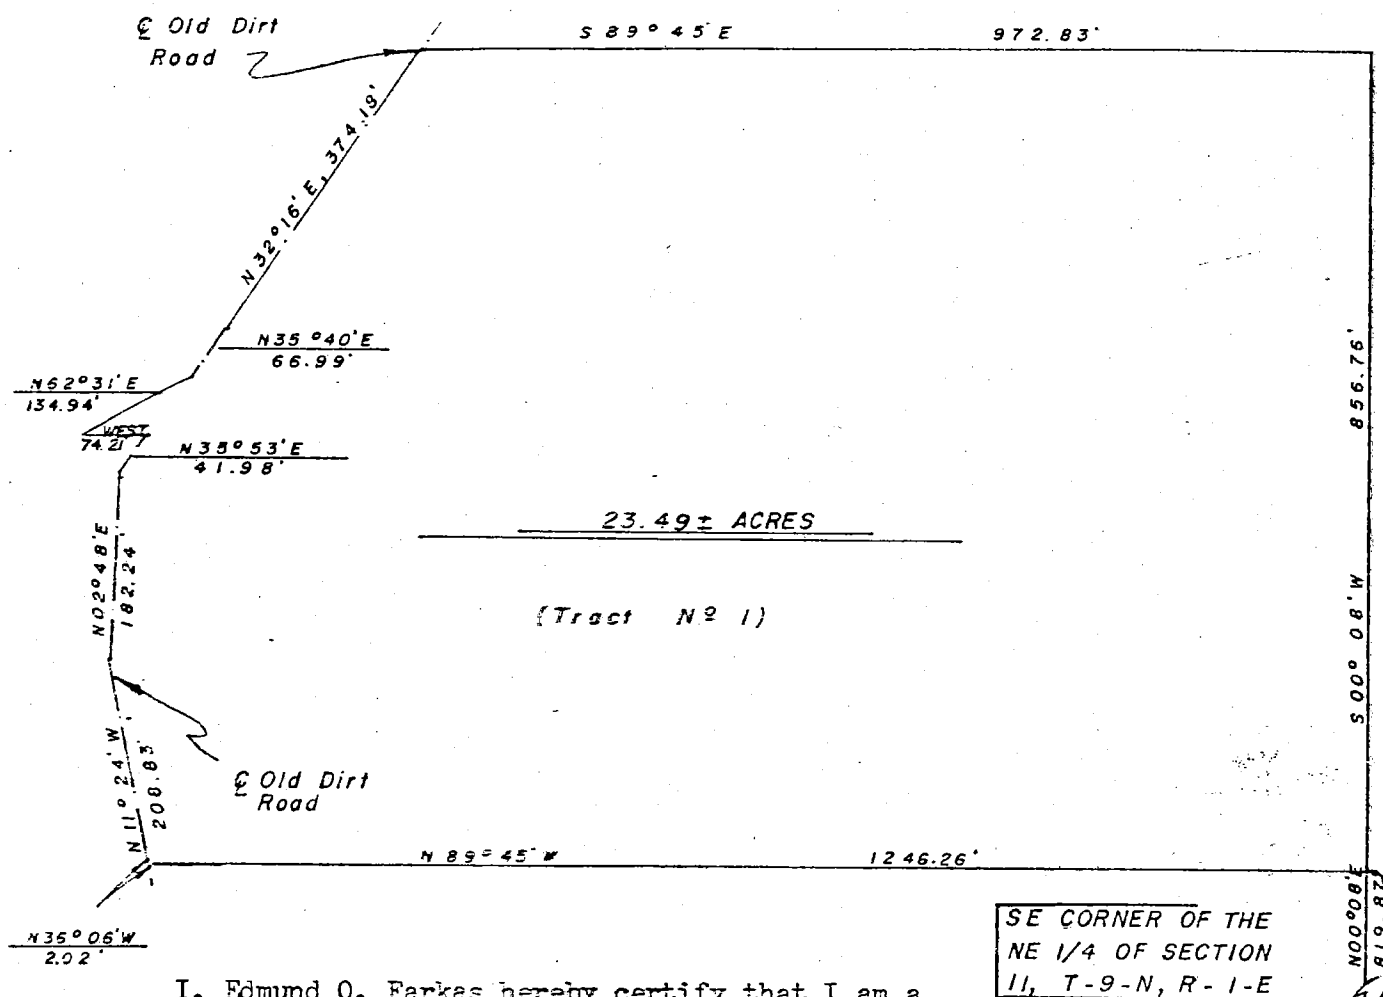 ℄ Old Dirt
Road
S 89° 45' E 972.83'
N 32° 16' E, 374.18'
N 35° 40' E
66.99'
N 62° 31' E
134.94'
WEST
74.21'
N 35° 53' E
41.98'
856.76'
23.49± ACRES
N 02° 48' E
182.24'
(Tract Nº 1)
S 00° 08' W
N 11° 24' W
208.83'
℄ Old Dirt
Road
N 89° 45' W 1246.26'
N 35° 06' W
2.02'
N 00° 08' E
SE CORNER OF THE
NE 1/4 OF SECTION
11, T-9-N, R-1-E
I, Edmund O. Farkas hereby certify that I am a